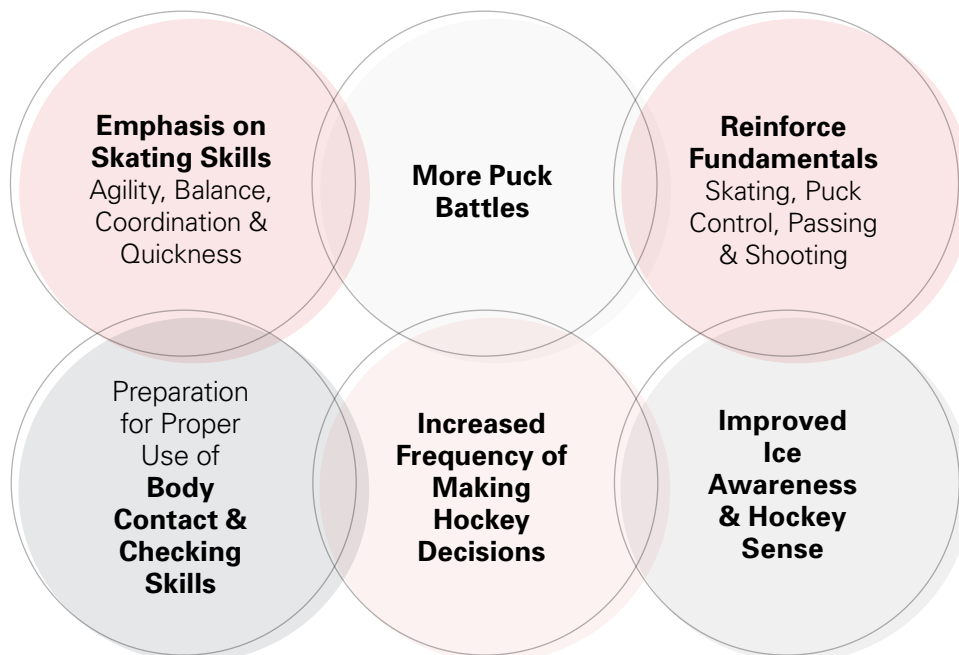 Emphasis on
Skating Skills
Agility, Balance,
Coordination &
Quickness
More Puck
Battles
Reinforce
Fundamentals
Skating, Puck
Control, Passing
& Shooting
Preparation
for Proper
Use of
Body
Contact &
Checking
Skills
Increased
Frequency of
Making
Hockey
Decisions
Improved
Ice
Awareness
& Hockey
Sense